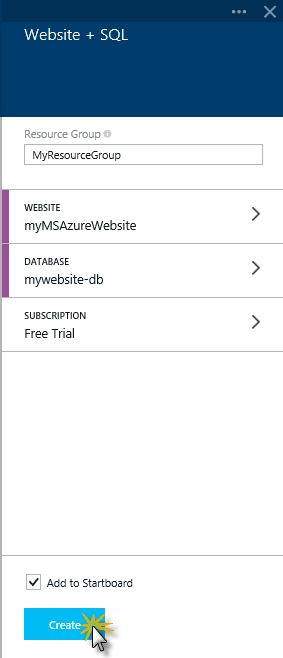 Website + SQL
Resource Group
MyResourceGroup
WEBSITE
myMSAzureWebsite
DATABASE
mywebsite-db
SUBSCRIPTION
Free Trial
Add to Startboard
Create